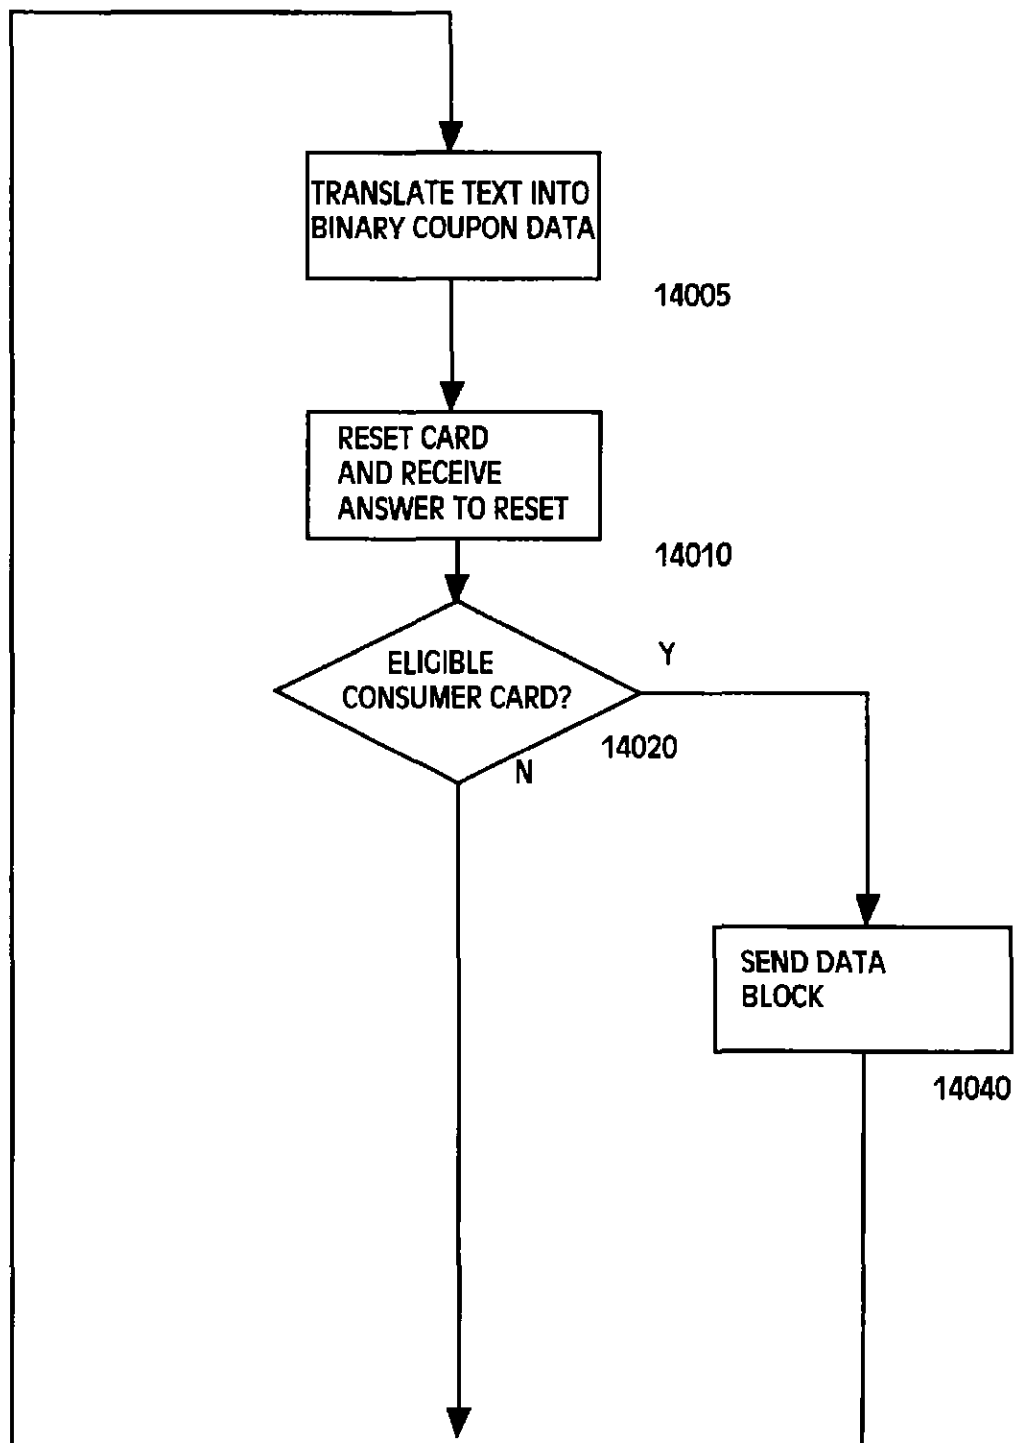 TRANSLATE TEXT INTO
BINARY COUPON DATA
14005
RESET CARD
AND RECEIVE
ANSWER TO RESET
14010
ELIGIBLE
CONSUMER CARD?
Y
14020
N
SEND DATA
BLOCK
14040